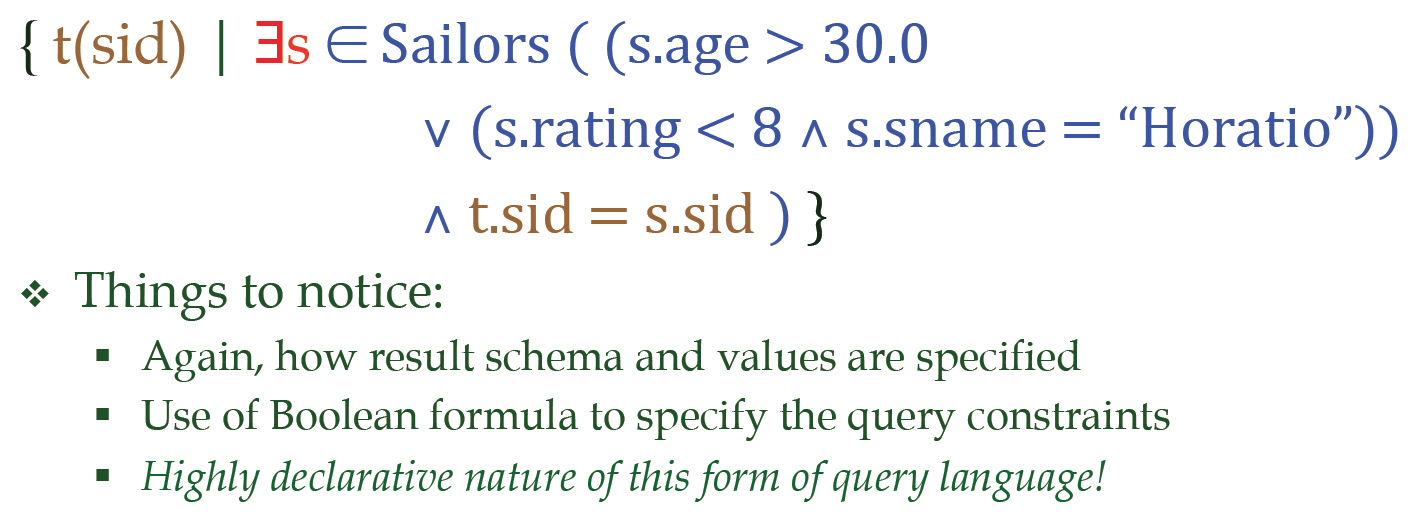 { t(sid) | ∃s ∈ Sailors ( (s.age > 30.0
∨ (s.rating < 8 ∧ s.sname = “Horatio”))
∧ t.sid = s.sid ) }
❖ Things to notice:
▪ Again, how result schema and values are specified
▪ Use of Boolean formula to specify the query constraints
▪ Highly declarative nature of this form of query language!